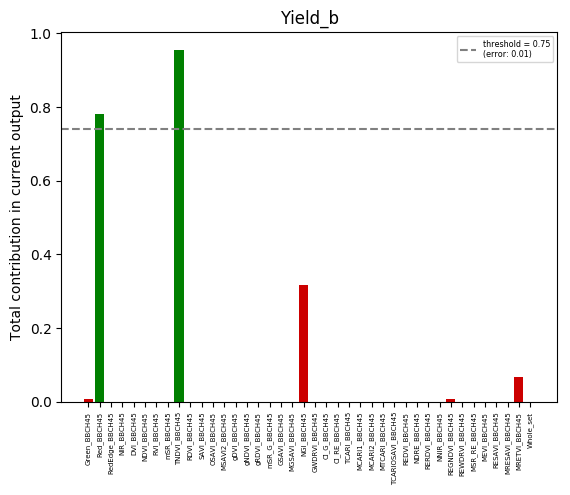 Yield_b
Total contribution in current output
1.0
0.8
0.6
0.4
0.2
0.0
threshold = 0.75
(error: 0.01)
Green_BBCH45
Red_BBCH45
RedEdge_BBCH45
NIR_BBCH45
DVI_BBCH45
NDVI_BBCH45
RVI_BBCH45
mSR_BBCH45
TNDVI_BBCH45
RDVI_BBCH45
SAVI_BBCH45
OSAVI_BBCH45
MSAVI2_BBCH45
gDVI_BBCH45
gNDVI_BBCH45
gRDVI_BBCH45
mSR_G_BBCH45
GSAVI_BBCH45
MGSAVI_BBCH45
NGI_BBCH45
GWDRVI_BBCH45
CI_G_BBCH45
CI_RE_BBCH45
TCARI_BBCH45
MCARI1_BBCH45
MCARI2_BBCH45
MTCARI_BBCH45
TCARIOSAVI_BBCH45
REDVI_BBCH45
NDRE_BBCH45
RERDVI_BBCH45
NNIR_BBCH45
REGNDVI_BBCH45
REWDRVI_BBCH45
MSR_RE_BBCH45
MEVI_BBCH45
RESAVI_BBCH45
MRESAVI_BBCH45
MRETVI_BBCH45
Whole_set